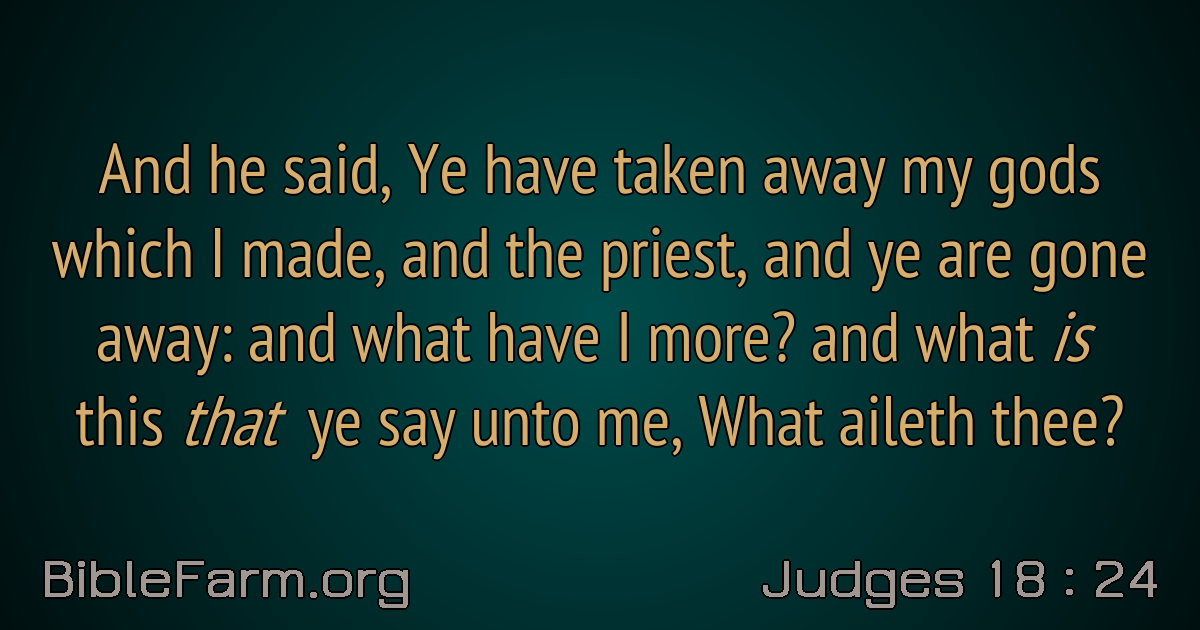 And he said, Ye have taken away my gods
which I made, and the priest, and ye are gone
away: and what have I more? and what is
this that ye say unto me, What aileth thee?
BibleFarm.org
Judges 18 : 24